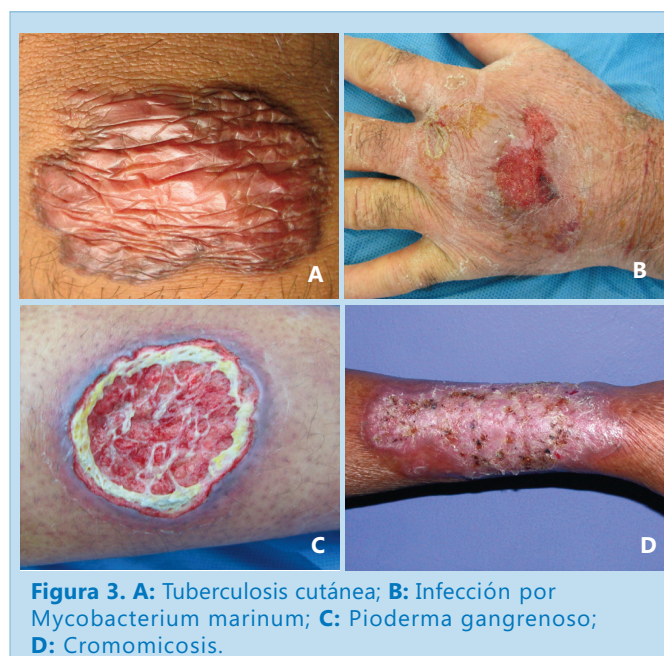 A
B
C
D
Figura 3. A: Tuberculosis cutánea; B: Infección por
Mycobacterium marinum; C: Pioderma gangrenoso;
D: Cromomicosis.